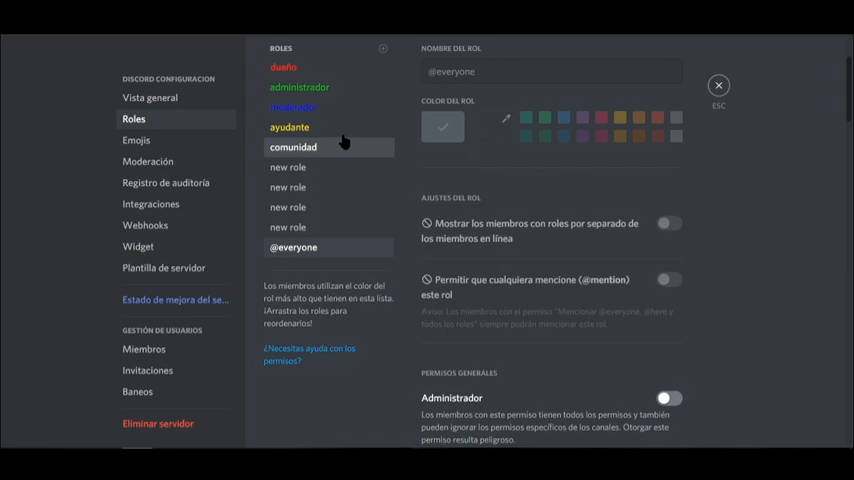 DISCORD CONFIGURACION
Vista general
Roles
Emojis
Moderación
Registro de auditoría
Integraciones
Webhooks
Widget
Plantilla de servidor
Estado de mejora del se...
GESTIÓN DE USUARIOS
Miembros
Invitaciones
Baneos
Eliminar servidor
ROLES
dueño
administrador
moderador
ayudante
comunidad
new role
new role
new role
new role
@everyone
Los miembros utilizan el color del
rol más alto que tienen en esta lista.
¡Arrastra los roles para
reordenarlos!
¿Necesitas ayuda con los
permisos?
NOMBRE DEL ROL
@everyone
COLOR DEL ROL
AJUSTES DEL ROL
Mostrar los miembros con roles por separado de
los miembros en línea
Permitir que cualquiera mencione (@mention)
este rol
Aviso: Los miembros con el permiso "Mencionar @everyone, @here y
todos los roles" siempre podrán mencionar este rol.
PERMISOS GENERALES
Administrador
Los miembros con este permiso tienen todos los permisos y también
pueden ignorar los permisos específicos de los canales. Otorgar este
permiso resulta peligroso.
ESC